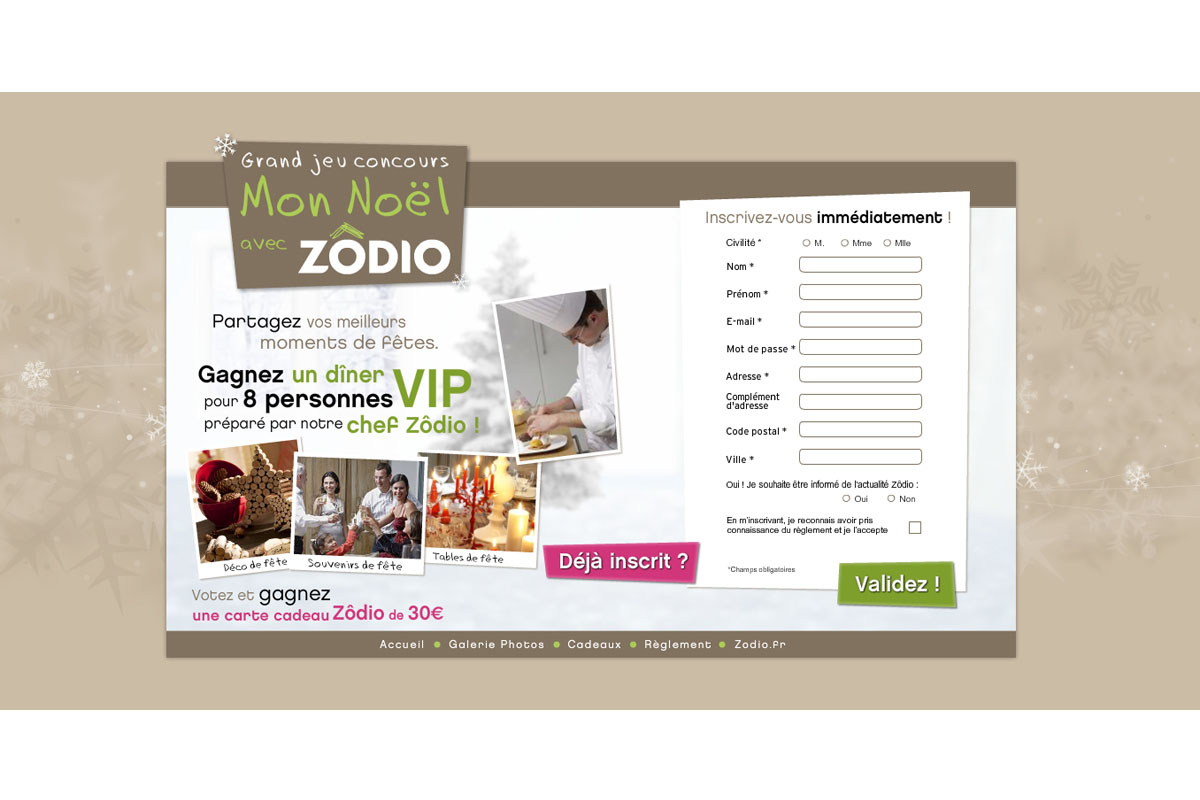 Grand jeu concours
Mon Noël
avec ZÔDIO
Partagez vos meilleurs
moments de fêtes.
Gagnez un dîner VIP
pour 8 personnes
préparé par notre chef Zôdio !
Déco de fête
Souvenirs de fête
Tables de fête
Votez et gagnez
une carte cadeau Zôdio de 30€
Déjà inscrit ?
Inscrivez-vous immédiatement !
Civilité * M. Mme Mlle
Nom *
Prénom *
E-mail *
Mot de passe *
Adresse *
Complément
d'adresse
Code postal *
Ville *
Oui ! Je souhaite être informé de l'actualité Zôdio :
Oui Non
En m'inscrivant, je reconnais avoir pris
connaissance du règlement et je l'accepte
*Champs obligatoires
Validez !
Accueil • Galerie Photos • Cadeaux • Règlement • Zodio.fr